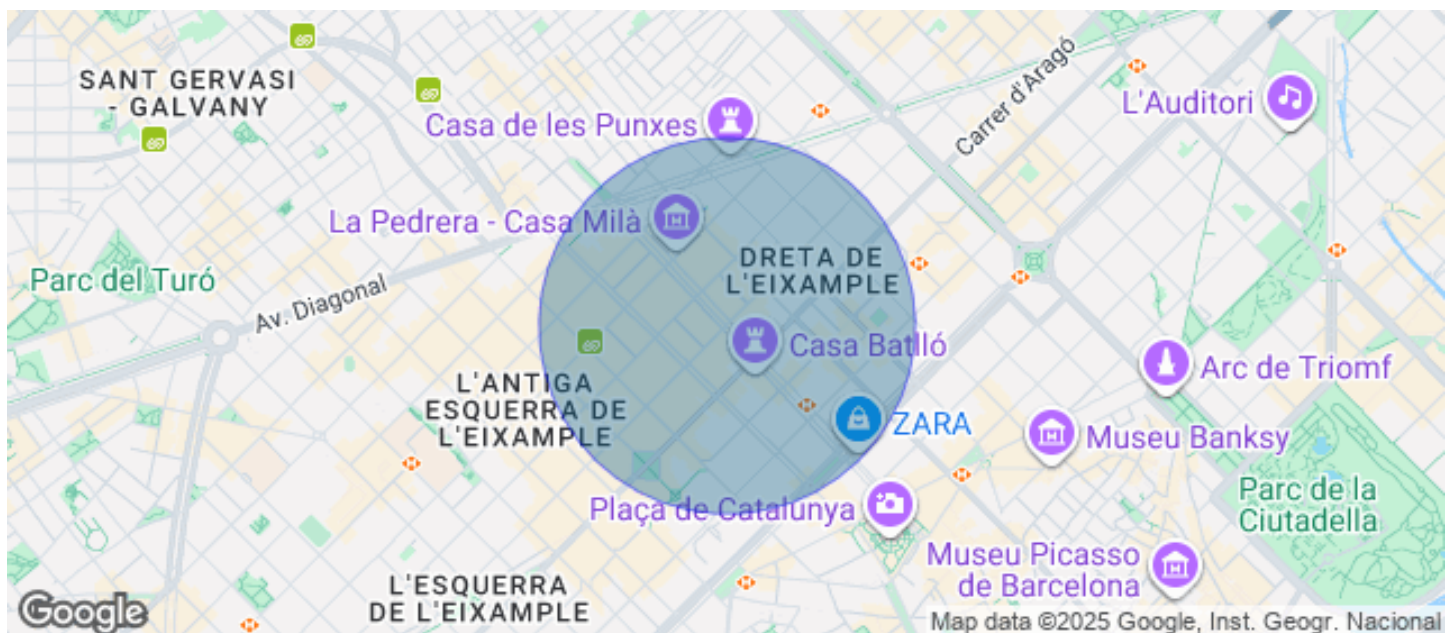 SANT GERVASI
- GALVANY
Casa de les Punxes
Carrer d'Aragó
L'Auditori
La Pedrera - Casa Milà
DRETA DE
L'EIXAMPLE
Parc del Turó
Av. Diagonal
Casa Batlló
Arc de Triomf
L'ANTIGA
ESQUERRA DE
L'EIXAMPLE
ZARA
Museu Banksy
Plaça de Catalunya
Parc de la
Ciutadella
Museu Picasso
de Barcelona
L'ESQUERRA
DE L'EIXAMPLE
Google
Map data ©2025 Google, Inst. Geogr. Nacional